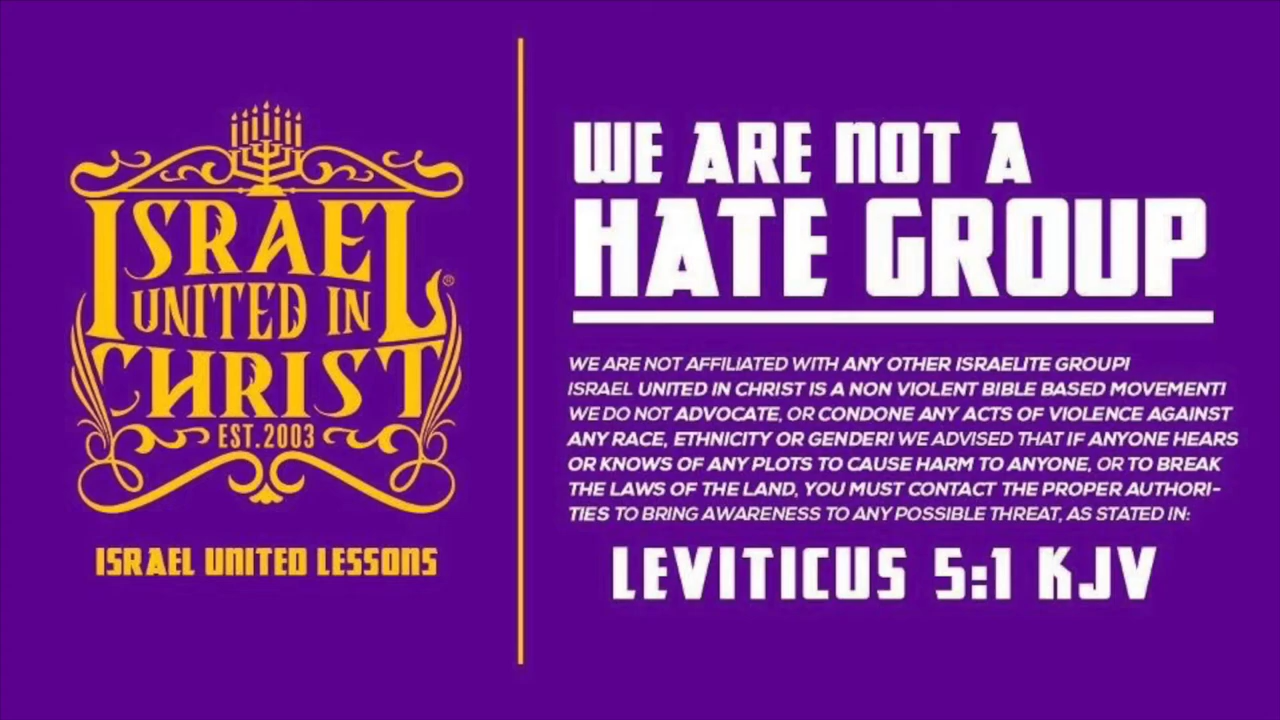 ISRAEL
UNITED IN
CHRIST®
EST.2003
ISRAEL UNITED LESSONS
WE ARE NOT A
HATE GROUP
WE ARE NOT AFFILIATED WITH ANY OTHER ISRAELITE GROUP!
ISRAEL UNITED IN CHRIST IS A NON VIOLENT BIBLE BASED MOVEMENT!
WE DO NOT ADVOCATE, OR CONDONE ANY ACTS OF VIOLENCE AGAINST
ANY RACE, ETHNICITY OR GENDER! WE ADVISED THAT IF ANYONE HEARS
OR KNOWS OF ANY PLOTS TO CAUSE HARM TO ANYONE, OR TO BREAK
THE LAWS OF THE LAND, YOU MUST CONTACT THE PROPER AUTHORI-
TIES TO BRING AWARENESS TO ANY POSSIBLE THREAT, AS STATED IN:
LEVITICUS 5:1 KJV